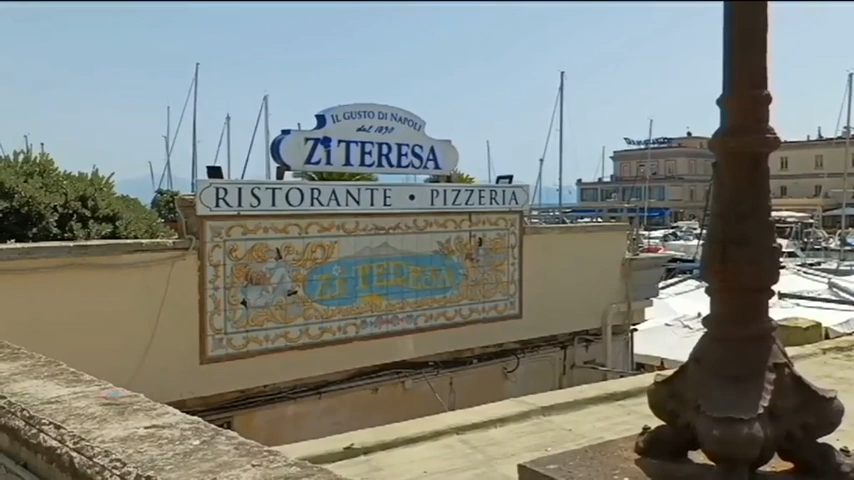 IL GUSTO DI NAPOLI
dal 1890
ZI TERESA
RISTORANTE • PIZZERIA
ZI TERESA